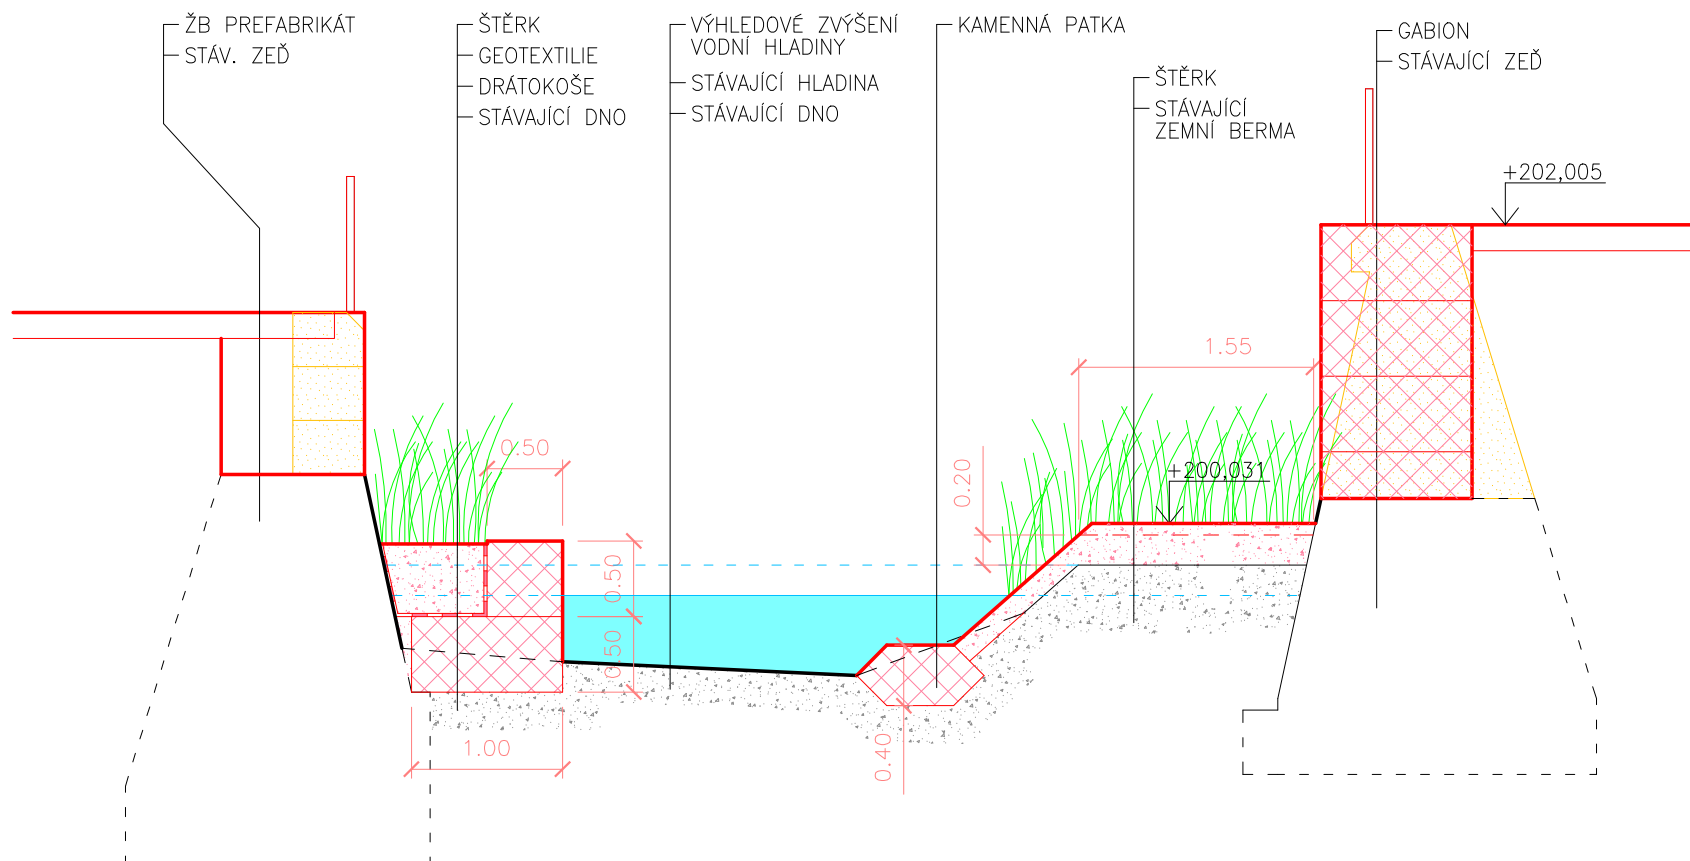 ŽB PREFABRIKÁT
STÁV. ZEĎ
ŠTĚRK
GEOTEXTILIE
DRÁTOKOŠE
STÁVAJÍCÍ DNO
VÝHLEDOVÉ ZVÝŠENÍ
VODNÍ HLADINY
STÁVAJÍCÍ HLADINA
STÁVAJÍCÍ DNO
KAMENNÁ PATKA
ŠTĚRK
STÁVAJÍCÍ
ZEMNÍ BERMA
GABION
STÁVAJÍCÍ ZEĎ
+202,005
1.55
0.50
0.20
+200,031
0.50
0.50
1.00
0.40